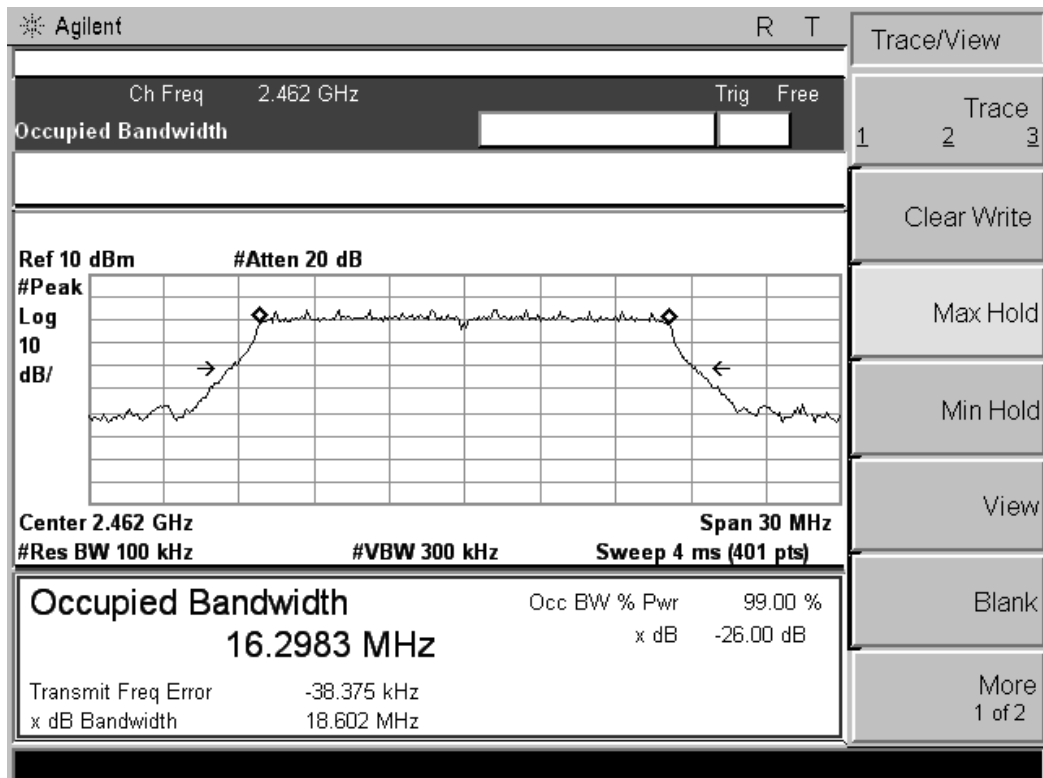 Agilent R T
Ch Freq 2.462 GHz Trig Free
Occupied Bandwidth
Ref 10 dBm #Atten 20 dB
#Peak
Log
10
dB/
Center 2.462 GHz Span 30 MHz
#Res BW 100 kHz #VBW 300 kHz Sweep 4 ms (401 pts)
Occupied Bandwidth Occ BW % Pwr 99.00 %
16.2983 MHz x dB -26.00 dB
Transmit Freq Error -38.375 kHz
x dB Bandwidth 18.602 MHz
Trace/View
Trace
1 2 3
Clear Write
Max Hold
Min Hold
View
Blank
More
1 of 2